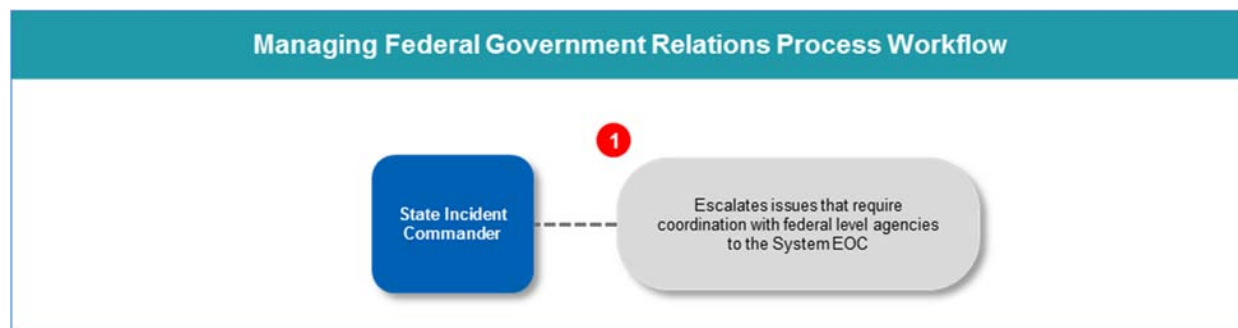 Managing Federal Government Relations Process Workflow
1
State Incident
Commander
Escalates issues that require
coordination with federal level agencies
to the System EOC